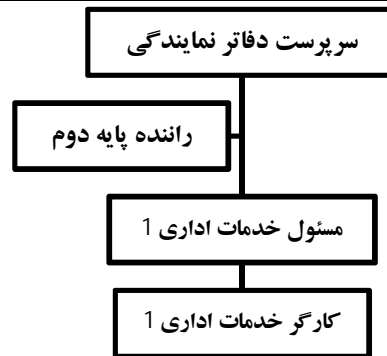 سرپرست دفاتر نمایندگی
راننده پایه دوم
مسئول خدمات اداری 1
کارگر خدمات اداری 1